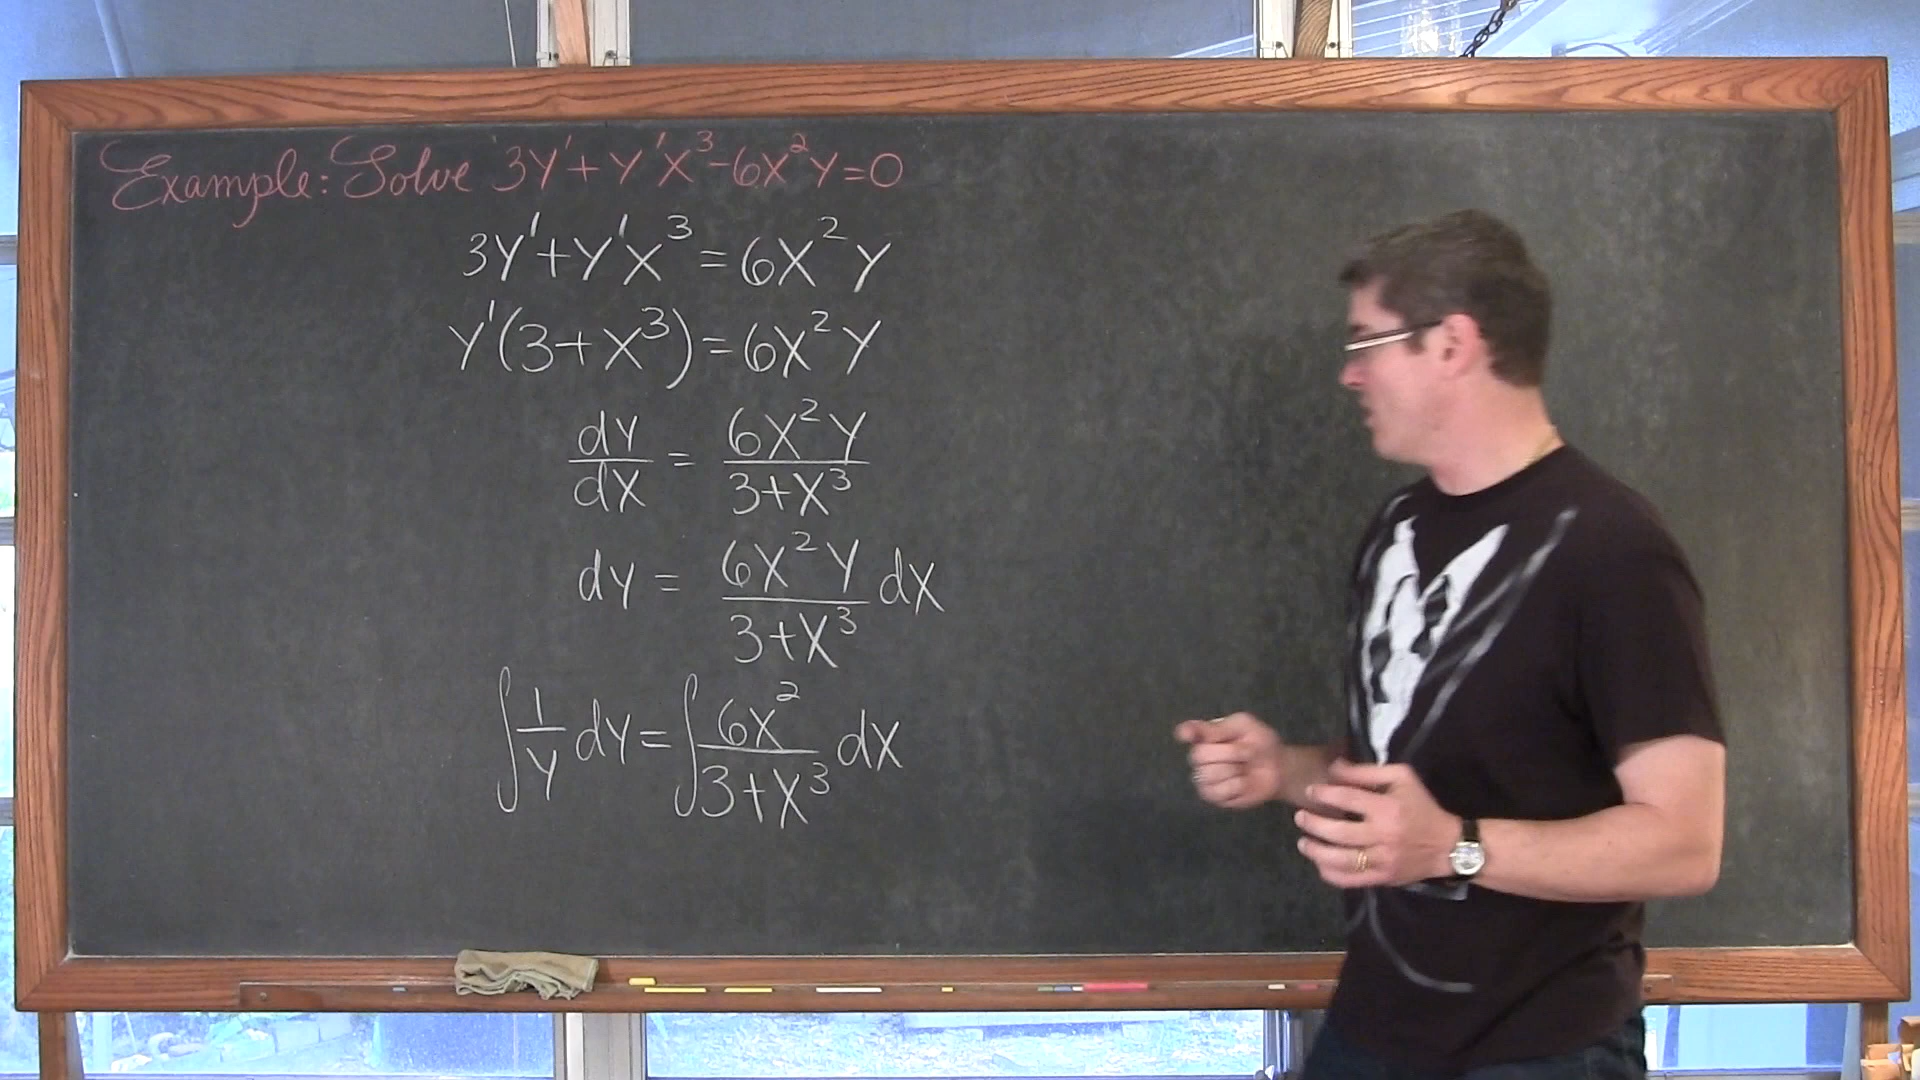 Example: Solve 3Y'+Y'X³-6X²Y=0
3Y'+Y'X³=6X²Y
Y'(3+X³)=6X²Y
dY/dX = 6X²Y/3+X³
dY = 6X²Y/3+X³ dX
∫1/Y dY=∫6X²/3+X³ dX